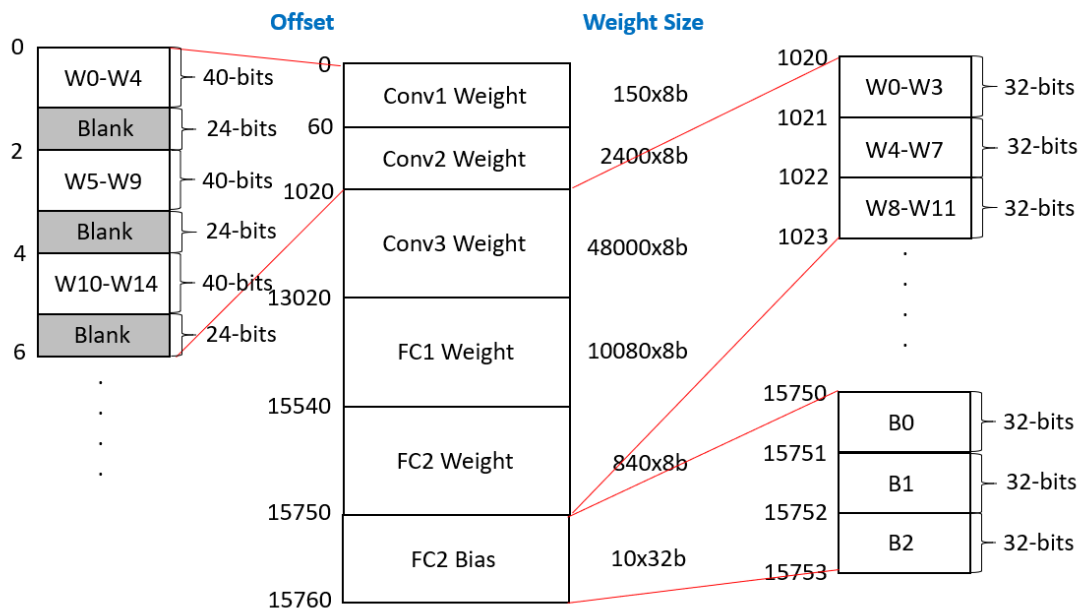 Offset
Weight Size
0
W0-W4
40-bits
Blank
24-bits
2
W5-W9
40-bits
Blank
24-bits
4
W10-W14
40-bits
Blank
24-bits
6
.
.
.
.
0
Conv1 Weight
150x8b
60
Conv2 Weight
2400x8b
1020
Conv3 Weight
48000x8b
13020
FC1 Weight
10080x8b
15540
FC2 Weight
840x8b
15750
FC2 Bias
10x32b
15760
1020
W0-W3
32-bits
1021
W4-W7
32-bits
1022
W8-W11
32-bits
1023
.
.
.
.
15750
B0
32-bits
15751
B1
32-bits
15752
B2
32-bits
15753